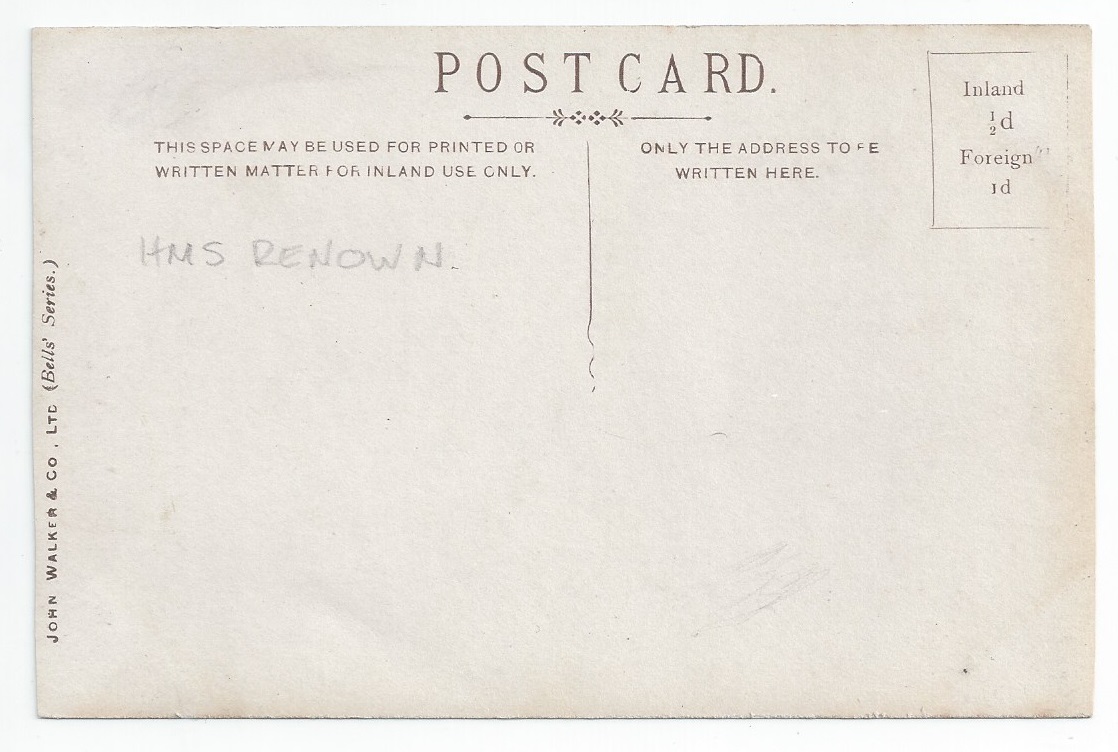 POST CARD.
THIS SPACE MAY BE USED FOR PRINTED OR
WRITTEN MATTER FOR INLAND USE ONLY.
ONLY THE ADDRESS TO BE
WRITTEN HERE.
Inland
½d
Foreign
1d
HMS RENOWN.
JOHN WALKER & CO., LTD (Bells' Series.)